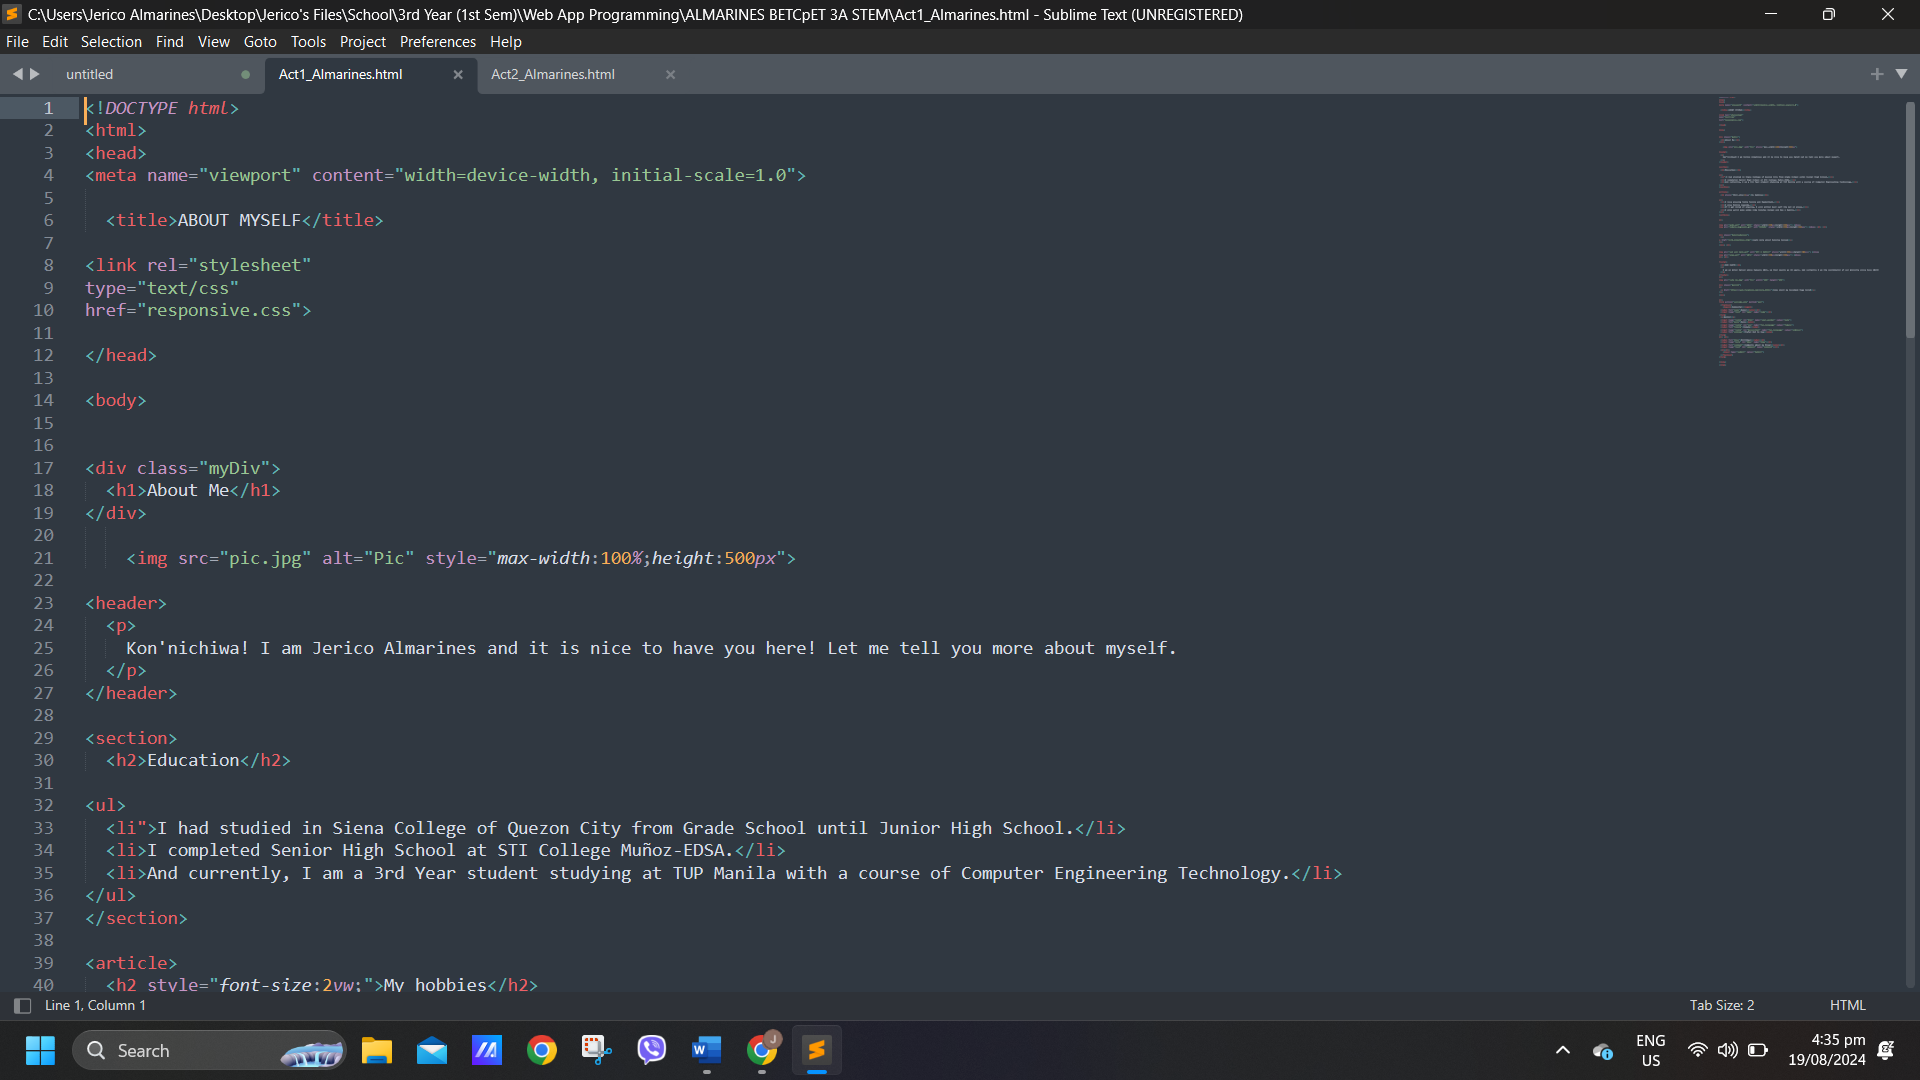 C:\Users\Jerico Almarines\Desktop\Jerico's Files\School\3rd Year (1st Sem)\Web App Programming\ALMARINES BETCpET 3A STEM\Act1_Almarines.html - Sublime Text (UNREGISTERED)
File Edit Selection Find View Goto Tools Project Preferences Help
untitled Act1_Almarines.html Act2_Almarines.html
1 <!DOCTYPE html>
2 <html>
3 <head>
4 <meta name="viewport" content="width=device-width, initial-scale=1.0">
5
6 <title>ABOUT MYSELF</title>
7
8 <link rel="stylesheet"
9 type="text/css"
10 href="responsive.css">
11
12 </head>
13
14 <body>
15
16
17 <div class="myDiv">
18 <h1>About Me</h1>
19 </div>
20
21 <img src="pic.jpg" alt="Pic" style="max-width:100%;height:500px">
22
23 <header>
24 <p>
25 Kon'nichiwa! I am Jerico Almarines and it is nice to have you here! Let me tell you more about myself.
26 </p>
27 </header>
28
29 <section>
30 <h2>Education</h2>
31
32 <ul>
33 <li">I had studied in Siena College of Quezon City from Grade School until Junior High School.</li>
34 <li>I completed Senior High School at STI College Muñoz-EDSA.</li>
35 <li>And currently, I am a 3rd Year student studying at TUP Manila with a course of Computer Engineering Technology.</li>
36 </ul>
37 </section>
38
39 <article>
40 <h2 style="font-size:2vw;">My hobbies</h2>
Line 1, Column 1 Tab Size: 2 HTML
Search
ENG
US
4:35 pm
19/08/2024